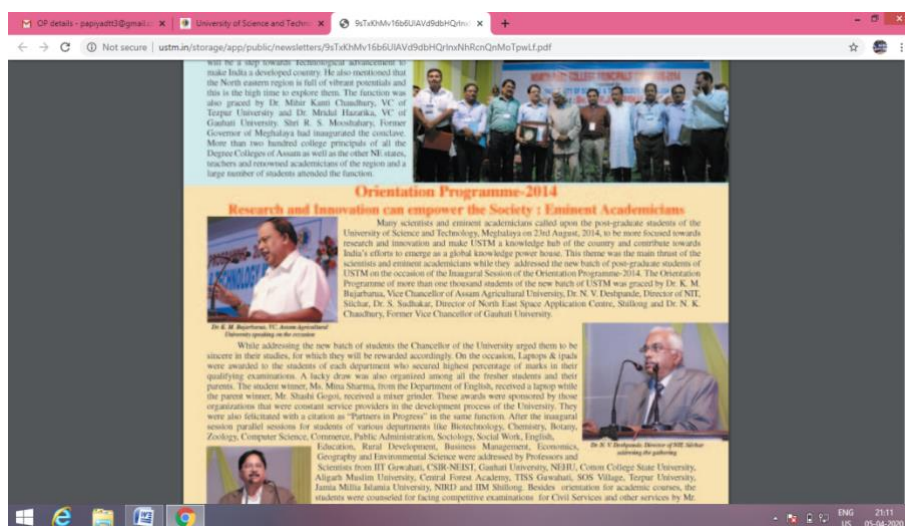 OP details - papiyadtt3@gmail.c
University of Science and Techno
9sTxKhMv16b6UIAVd9dbHQrInx
Not secure | ustm.in/storage/app/public/newsletters/9sTxKhMv16b6UIAVd9dbHQrInxNhRcnQnMoTpwLf.pdf
will be a step towards Technological advancement to
make India a developed country. He also mentioned that
the North eastern region is full of vibrant potentials and
this is the high time to explore them. The function was
also graced by Dr. Mihir Kanti Chaudhury, VC of
Tezpur University and Dr. Mridul Hazarika, VC of
Gauhati University. Shri R. S. Mooshahary, Former
Governor of Meghalaya had inaugurated the conclave.
More than two hundred college principals of all the
Degree Colleges of Assam as well as the other NE states,
teachers and renowned academicians of the region and a
large number of students attended the function.
Orientation Programme-2014
Research and Innovation can empower the Society : Eminent Academicians
Many scientists and eminent academicians called upon the post-graduate students of the
University of Science and Technology, Meghalaya on 23rd August, 2014, to be more focused towards
research and innovation and make USTM a knowledge hub of the country and contribute towards
India's efforts to emerge as a global knowledge power house. This theme was the main thrust of the
scientists and eminent academicians while they addressed the new batch of post-graduate students of
USTM on the occasion of the Inaugural Session of the Orientation Programme-2014. The Orientation
Programme of more than one thousand students of the new batch of USTM was graced by Dr. K. M.
Bujarbarua, Vice Chancellor of Assam Agricultural University, Dr. N. V. Deshpande, Director of NIT,
Silchar, Dr. S. Sudhakar, Director of North East Space Application Centre, Shillong and Dr. N. K.
Chaudhury, Former Vice Chancellor of Gauhati University.
Dr. K. M. Bujarbarua, VC, Assam Agricultural
University speaking on the occasion
While addressing the new batch of students the Chancellor of the University urged them to be
sincere in their studies, for which they will be rewarded accordingly. On the occasion, Laptops & ipads
were awarded to the students of each department who secured highest percentage of marks in their
qualifying examinations. A lucky draw was also organized among all the fresher students and their
parents. The student winner, Ms. Mina Sharma, from the Department of English, received a laptop while
the parent winner, Mr. Shashi Gogoi, received a mixer grinder. These awards were sponsored by those
organizations that were constant service providers in the development process of the University. They
were also felicitated with a citation as "Partners in Progress" in the same function. After the inaugural
session parallel sessions for students of various departments like Biotechnology, Chemistry, Botany,
Zoology, Computer Science, Commerce, Public Administration, Sociology, Social Work, English,
Education, Rural Development, Business Management, Economics,
Geography and Environmental Science were addressed by Professors and
Scientists from IIT Guwahati, CSIR-NEIST, Gauhati University, NEHU, Cotton College State University,
Aligarh Muslim University, Central Forest Academy, TISS Guwahati, SOS Village, Tezpur University,
Jamia Millia Islamia University, NIRD and IIM Shillong. Besides orientation for academic courses, the
students were counseled for facing competitive examinations for Civil Services and other services by Mr.
Dr. N. V. Deshpande, Director of NIT, Silchar
addressing the gathering
ENG
US
21:11
05-04-2020